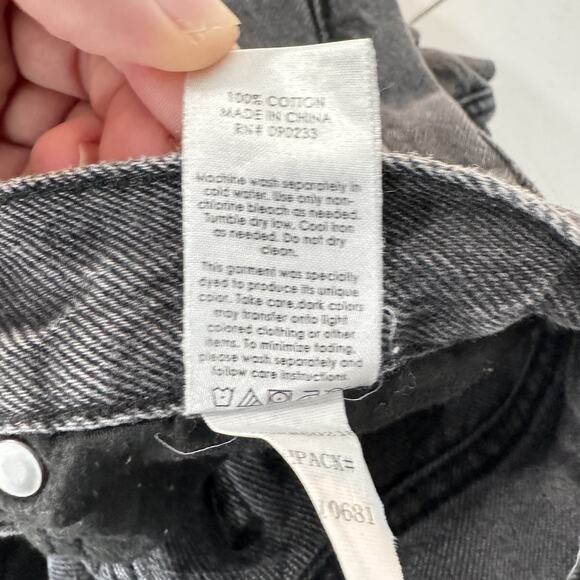 100% COTTON
MADE IN CHINA
RN# 090233
Machine wash separately in
cold water. Use only non-
chlorine bleach as needed.
Tumble dry low. Cool iron
as needed. Do not dry
clean.
This garment was specially
dyed to produce its unique
color. Take care,dark colors
may transfer onto light
colored clothing or other
items. To minimize fading,
please wash separately and
follow care instructions.
PACK#
0681